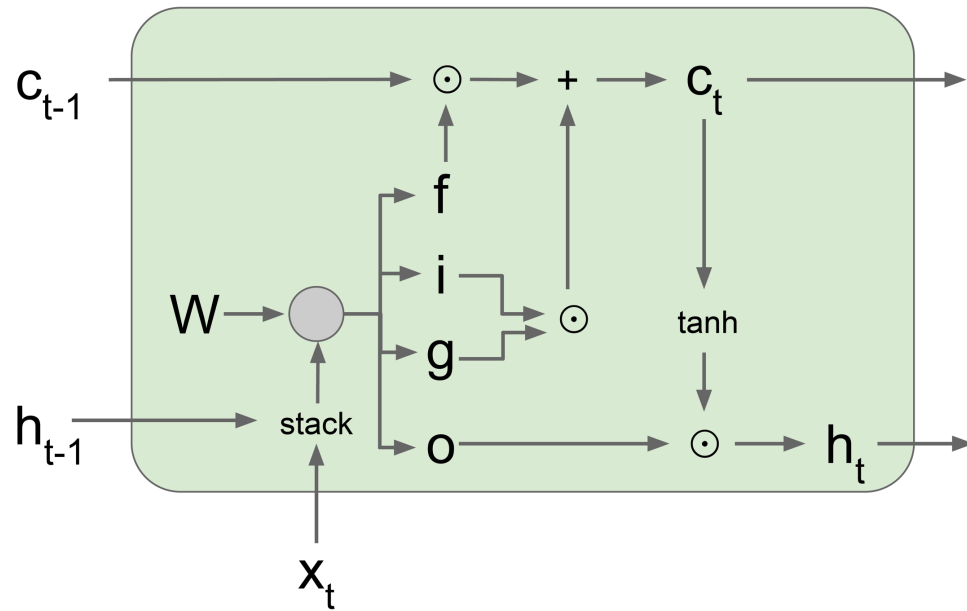 c_{t-1} ⊙ + c_t
f
i
W ⊙ tanh
g
h_{t-1} stack
o ⊙ h_t
x_t